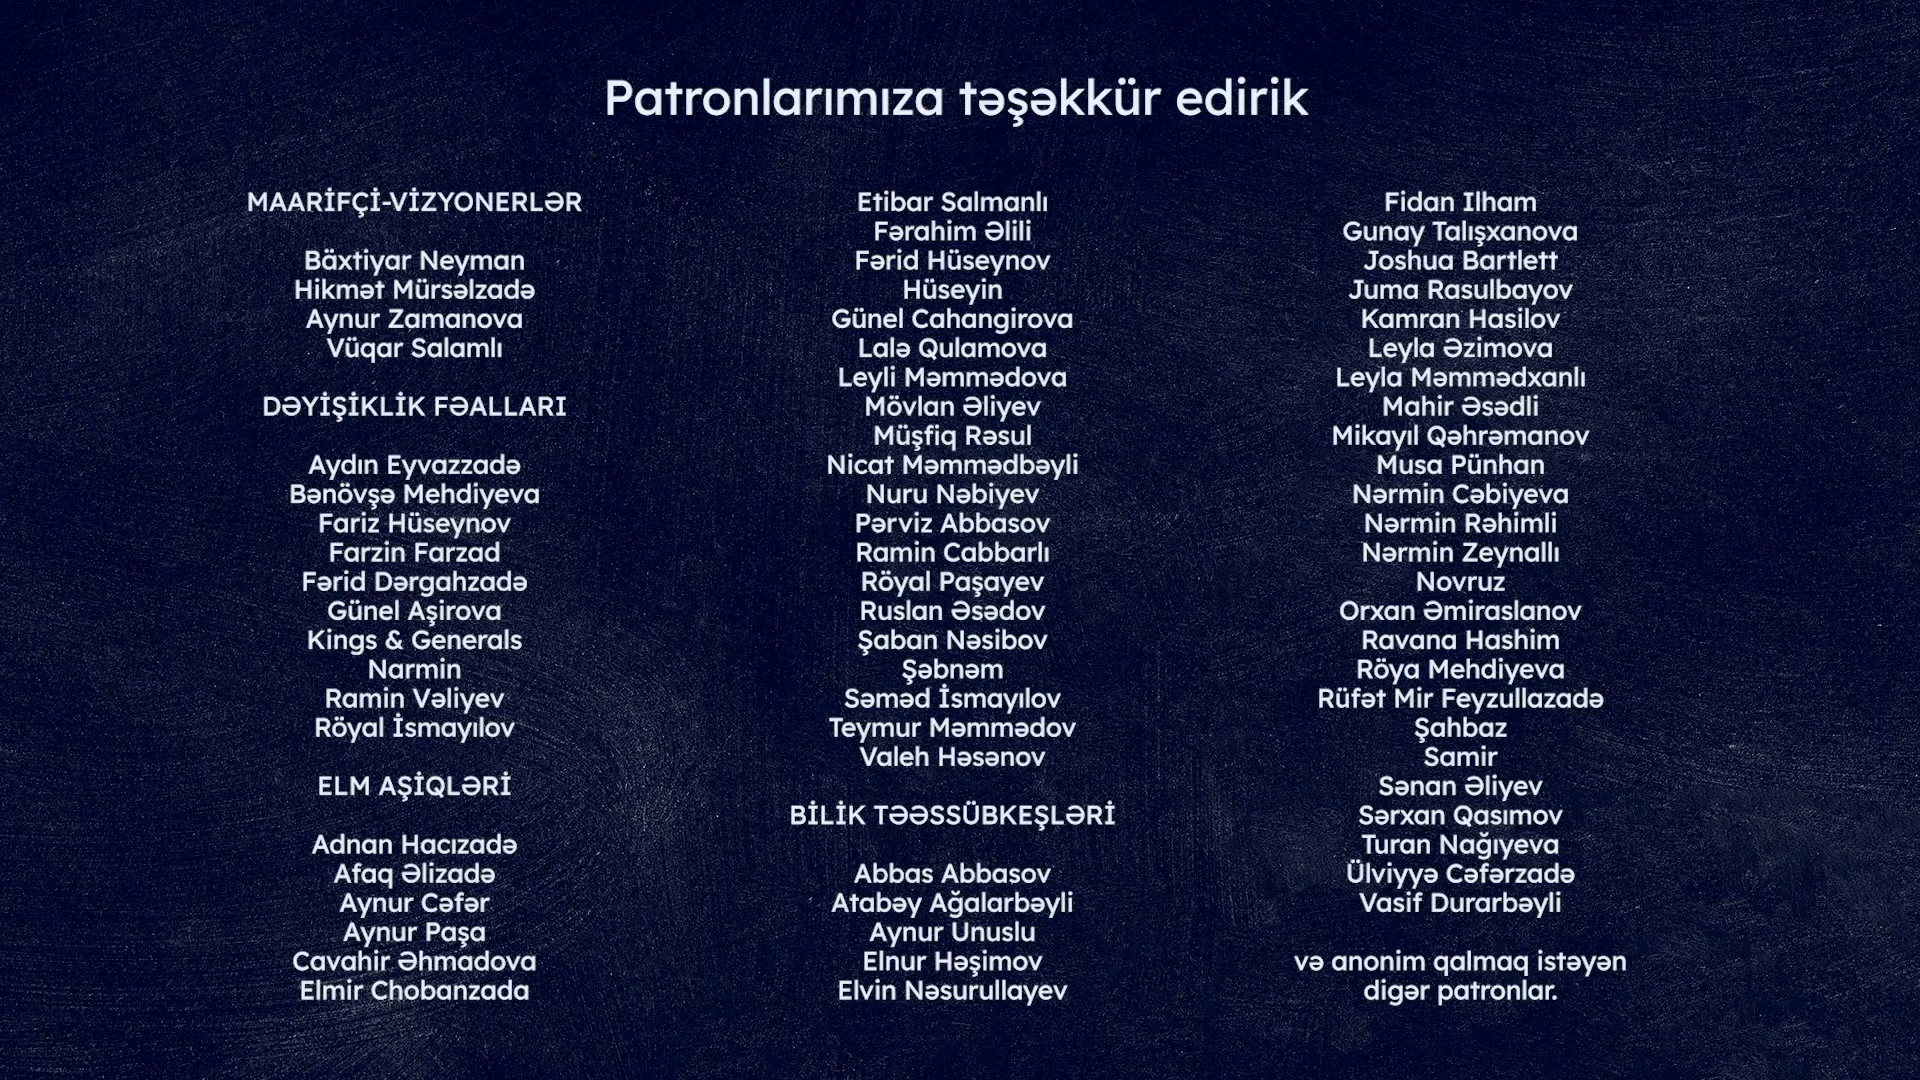 Patronlarımıza təşəkkür edirik
MAARİFÇİ-VİZYONERLƏR
Bäxtiyar Neyman
Hikmət Mürsəlzadə
Aynur Zamanova
Vüqar Salamlı
DƏYİŞİKLİK FƏALLARI
Aydın Eyvazzadə
Bənövşə Mehdiyeva
Fariz Hüseynov
Farzin Farzad
Fərid Dərgahzadə
Günel Aşirova
Kings & Generals
Narmin
Ramin Vəliyev
Röyal İsmayılov
ELM AŞİQLƏRİ
Adnan Hacızadə
Afaq Əlizadə
Aynur Cəfər
Aynur Paşa
Cavahir Əhmadova
Elmir Chobanzada
Etibar Salmanlı
Fərahim Əlili
Fərid Hüseynov
Hüseyin
Günel Cahangirova
Lalə Qulamova
Leyli Məmmədova
Mövlan Əliyev
Müşfiq Rəsul
Nicat Məmmədbəyli
Nuru Nəbiyev
Pərviz Abbasov
Ramin Cabbarlı
Röyal Paşayev
Ruslan Əsədov
Şaban Nəsibov
Şəbnəm
Səməd İsmayılov
Teymur Məmmədov
Valeh Həsənov
BİLİK TƏƏSSÜBKEŞLƏRİ
Abbas Abbasov
Atabəy Ağalarbəyli
Aynur Unuslu
Elnur Həşimov
Elvin Nəsurullayev
Fidan Ilham
Gunay Talışxanova
Joshua Bartlett
Juma Rasulbayov
Kamran Hasilov
Leyla Əzimova
Leyla Məmmədxanlı
Mahir Əsədli
Mikayıl Qəhrəmanov
Musa Pünhan
Nərmin Cəbiyeva
Nərmin Rəhimli
Nərmin Zeynallı
Novruz
Orxan Əmiraslanov
Ravana Hashim
Röya Mehdiyeva
Rüfət Mir Feyzullazadə
Şahbaz
Samir
Sənan Əliyev
Sərxan Qasımov
Turan Nağıyeva
Ülviyyə Cəfərzadə
Vasif Durarbəyli
və anonim qalmaq istəyən
digər patronlar.